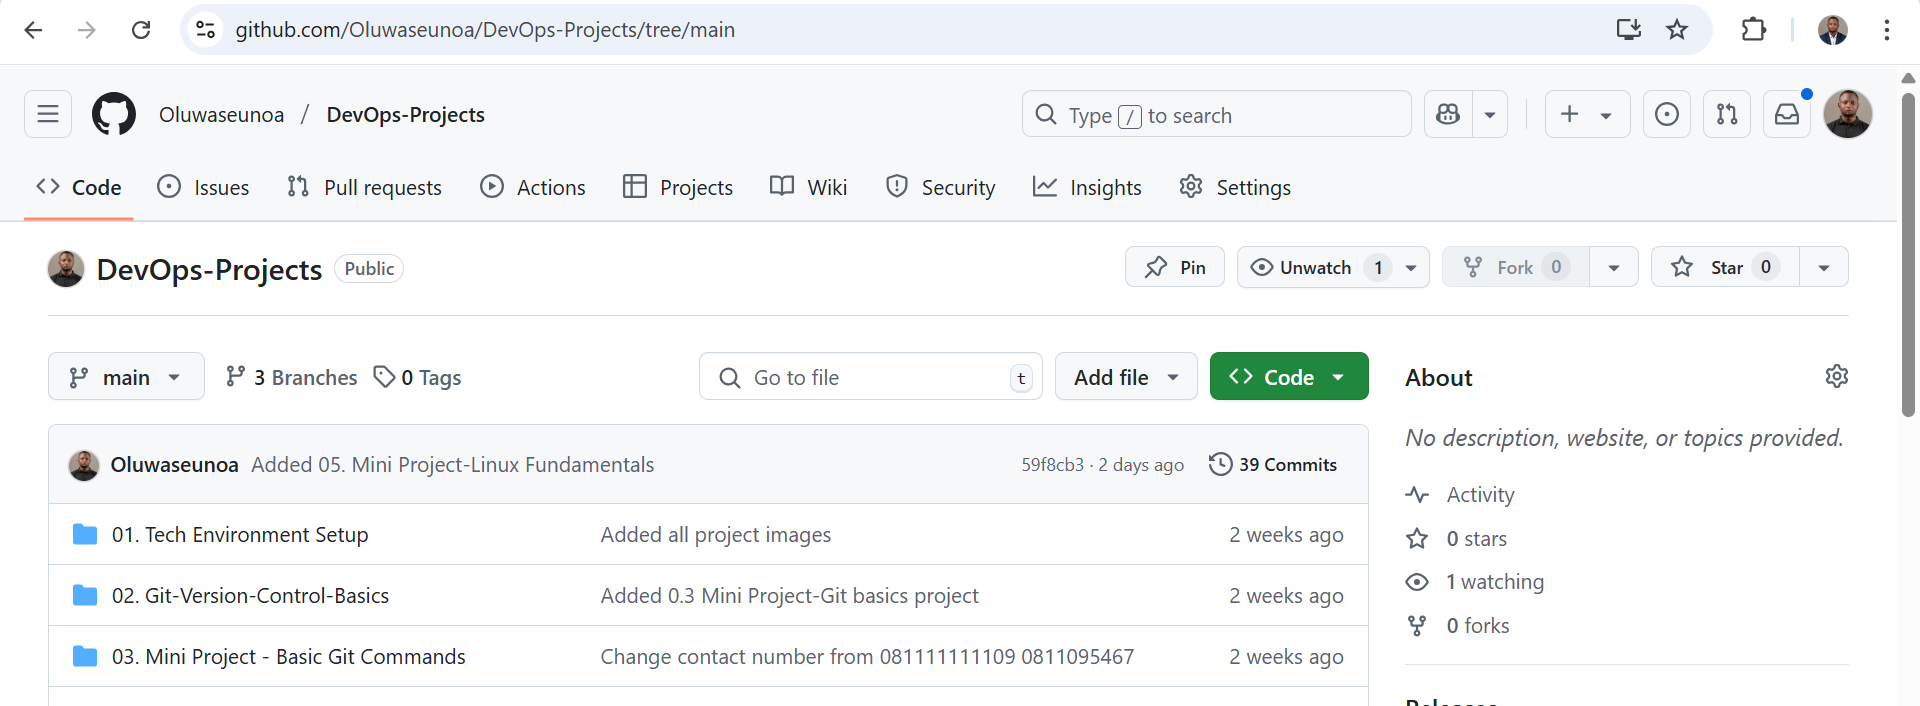 github.com/Oluwaseunoa/DevOps-Projects/tree/main
Oluwaseunoa / DevOps-Projects
Type / to search
Code Issues Pull requests Actions Projects Wiki Security Insights Settings
DevOps-Projects Public
Pin Unwatch 1 Fork 0 Star 0
main 3 Branches 0 Tags Go to file t Add file Code
About
No description, website, or topics provided.
Oluwaseunoa Added 05. Mini Project-Linux Fundamentals 59f8cb3 · 2 days ago 39 Commits
Activity
01. Tech Environment Setup Added all project images 2 weeks ago
0 stars
02. Git-Version-Control-Basics Added 0.3 Mini Project-Git basics project 2 weeks ago
1 watching
0 forks
03. Mini Project - Basic Git Commands Change contact number from 081111111109 0811095467 2 weeks ago
Releases